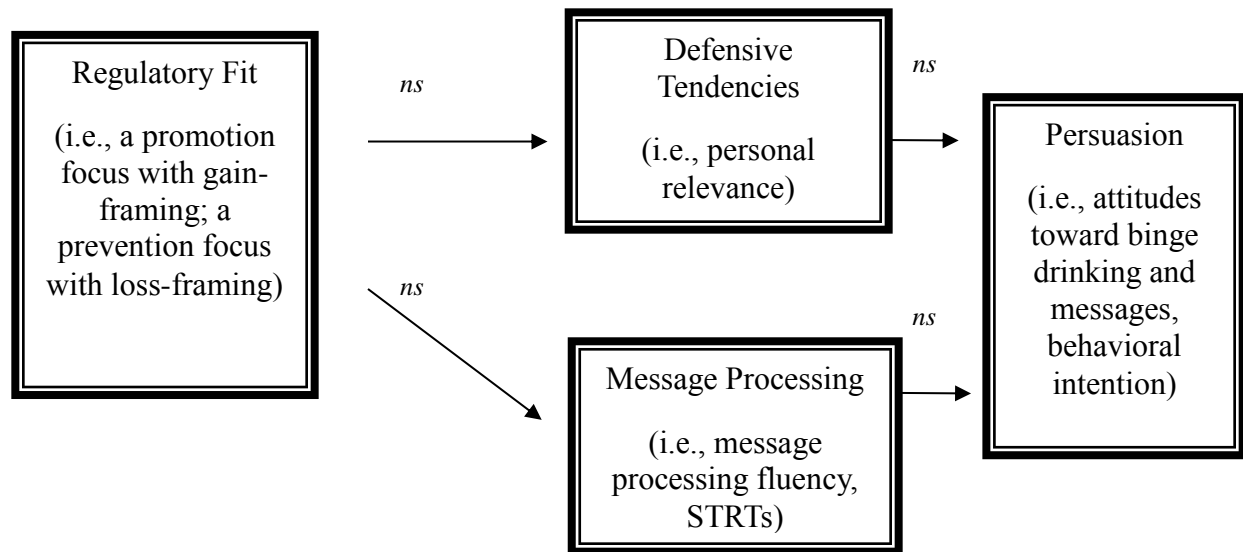 Regulatory Fit
(i.e., a promotion
focus with gain-
framing; a
prevention focus
with loss-framing)
ns
ns
Defensive
Tendencies
(i.e., personal
relevance)
ns
ns
Message Processing
(i.e., message
processing fluency,
STRTs)
Persuasion
(i.e., attitudes
toward binge
drinking and
messages,
behavioral
intention)